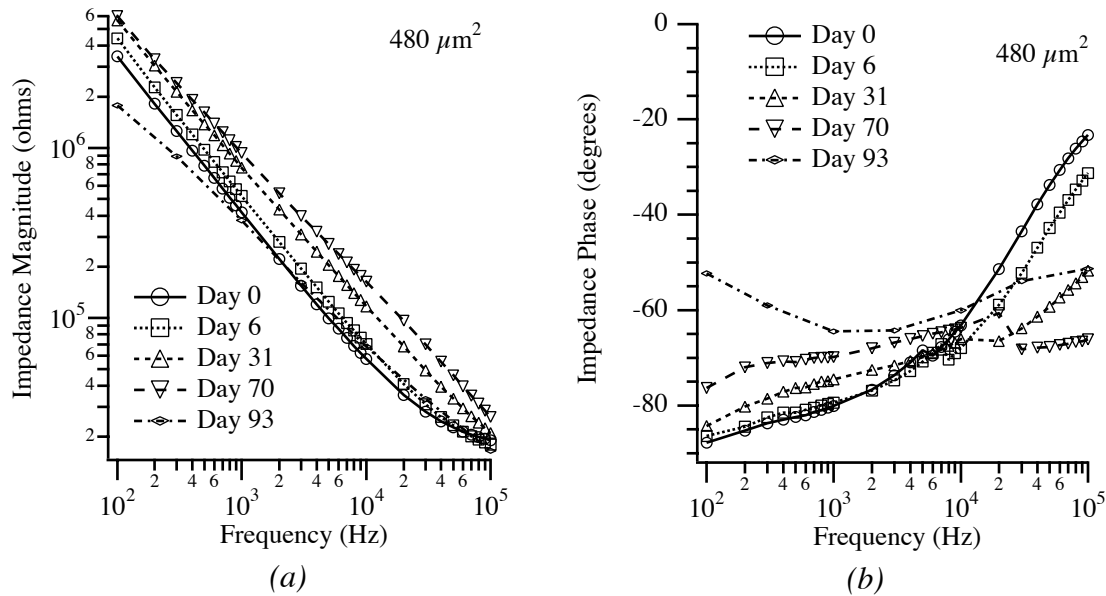 6
4
2
10^6
8
6
4
2
10^5
8
6
4
2
Impedance Magnitude (ohms)
480 µm²
Day 0
Day 6
Day 31
Day 70
Day 93
10^2 2 4 6 10^3 2 4 6 10^4 2 4 6 10^5
Frequency (Hz)
(a)
0
-20
-40
-60
-80
Impedance Phase (degrees)
Day 0
Day 6
Day 31
Day 70
Day 93
480 µm²
10^2 2 4 6 10^3 2 4 6 10^4 2 4 6 10^5
Frequency (Hz)
(b)